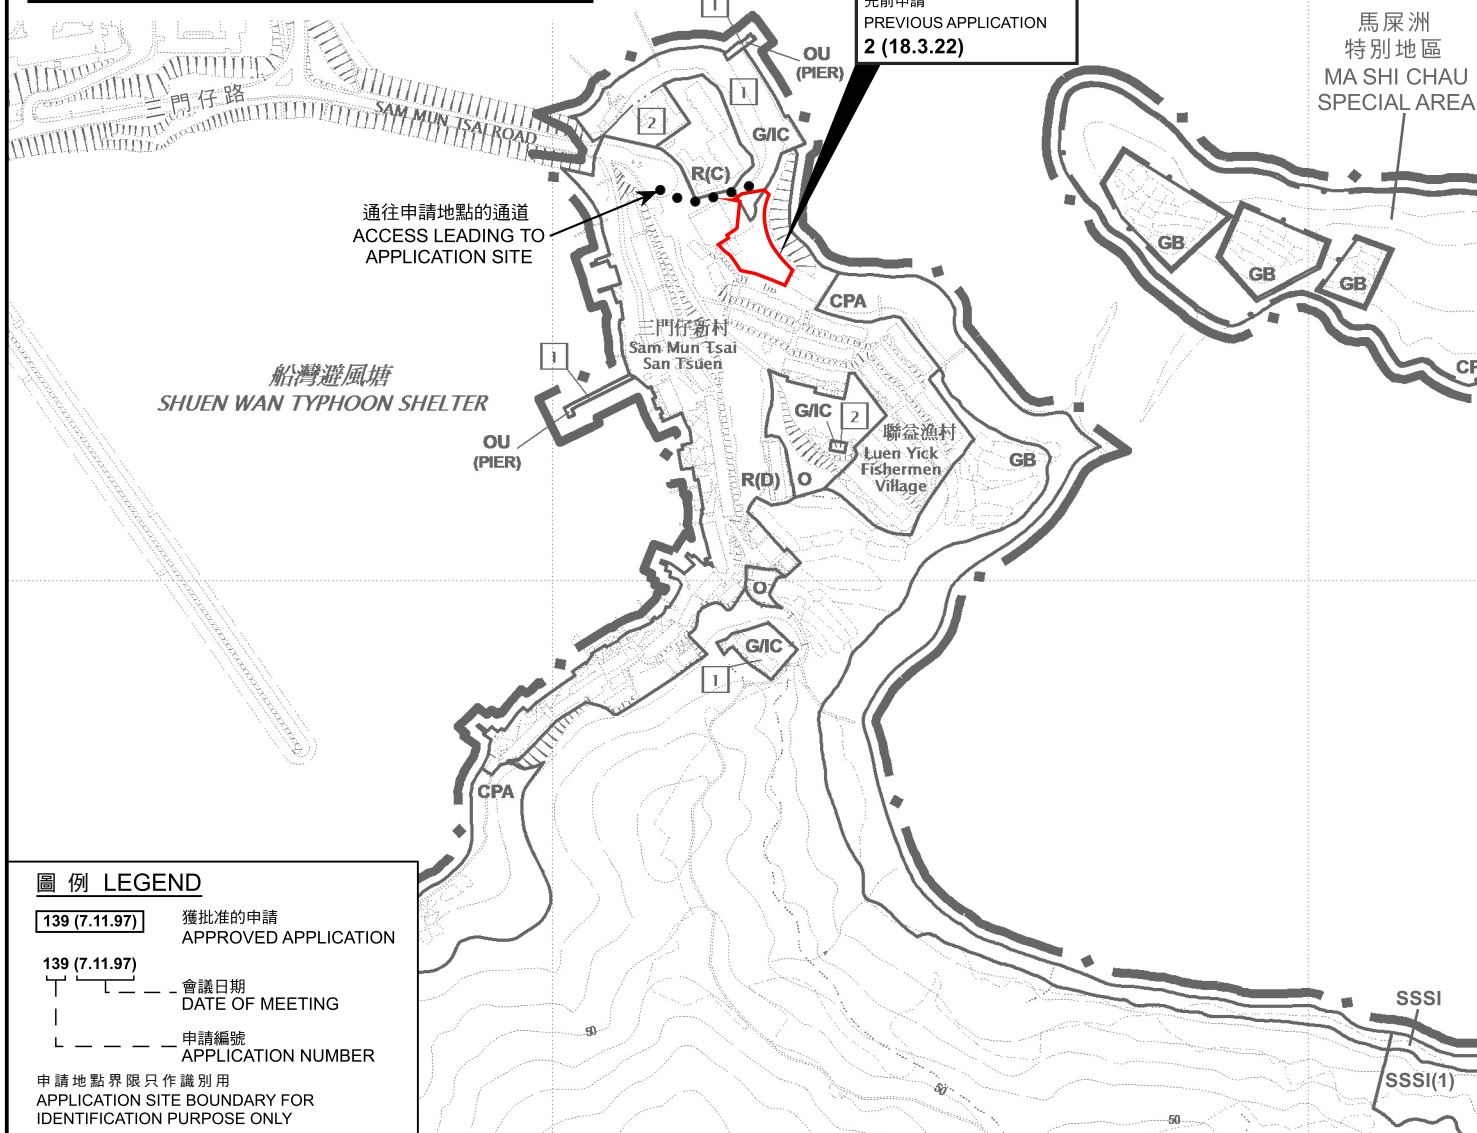 1
先前申請
PREVIOUS APPLICATION
2 (18.3.22)
OU
(PIER)
1
2
G/IC
R(C)
三門仔路
SAM MUN TSAI ROAD
馬屎洲
特別地區
MA SHI CHAU
SPECIAL AREA
通往申請地點的通道
ACCESS LEADING TO
APPLICATION SITE
GB
GB
GB
CPA
三門仔新村
Sam Mun Tsai
San Tsuen
1
船灣避風塘
SHUEN WAN TYPHOON SHELTER
OU
(PIER)
G/IC
2
聯益漁村
Luen Yick
Fishermen
Village
GB
R(D)
O
O
G/IC
1
CPA
圖 例 LEGEND
139 (7.11.97)
獲批准的申請
APPROVED APPLICATION
139 (7.11.97)
會議日期
DATE OF MEETING
申請編號
APPLICATION NUMBER
申請地點界限只作識別用
APPLICATION SITE BOUNDARY FOR
IDENTIFICATION PURPOSE ONLY
50
50
50
SSSI
SSSI(1)